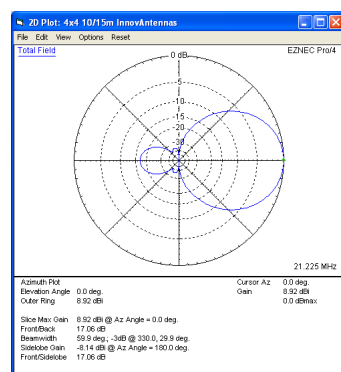 2D Plot: 4x4 10/15m InnovAntennas
File Edit View Options Reset
Total Field
EZNEC Pro/4
0 dB
-5
-10
-15
-20
-30
21.225 MHz
Azimuth Plot
Cursor Az 0.0 deg.
Elevation Angle 0.0 deg.
Gain 8.92 dBi
Outer Ring 8.92 dBi
0.0 dBmax
Slice Max Gain 8.92 dBi @ Az Angle = 0.0 deg.
Front/Back 17.06 dB
Beamwidth 59.9 deg.; -3dB @ 330.0, 29.9 deg.
Sidelobe Gain -8.14 dBi @ Az Angle = 180.0 deg.
Front/Sidelobe 17.06 dB